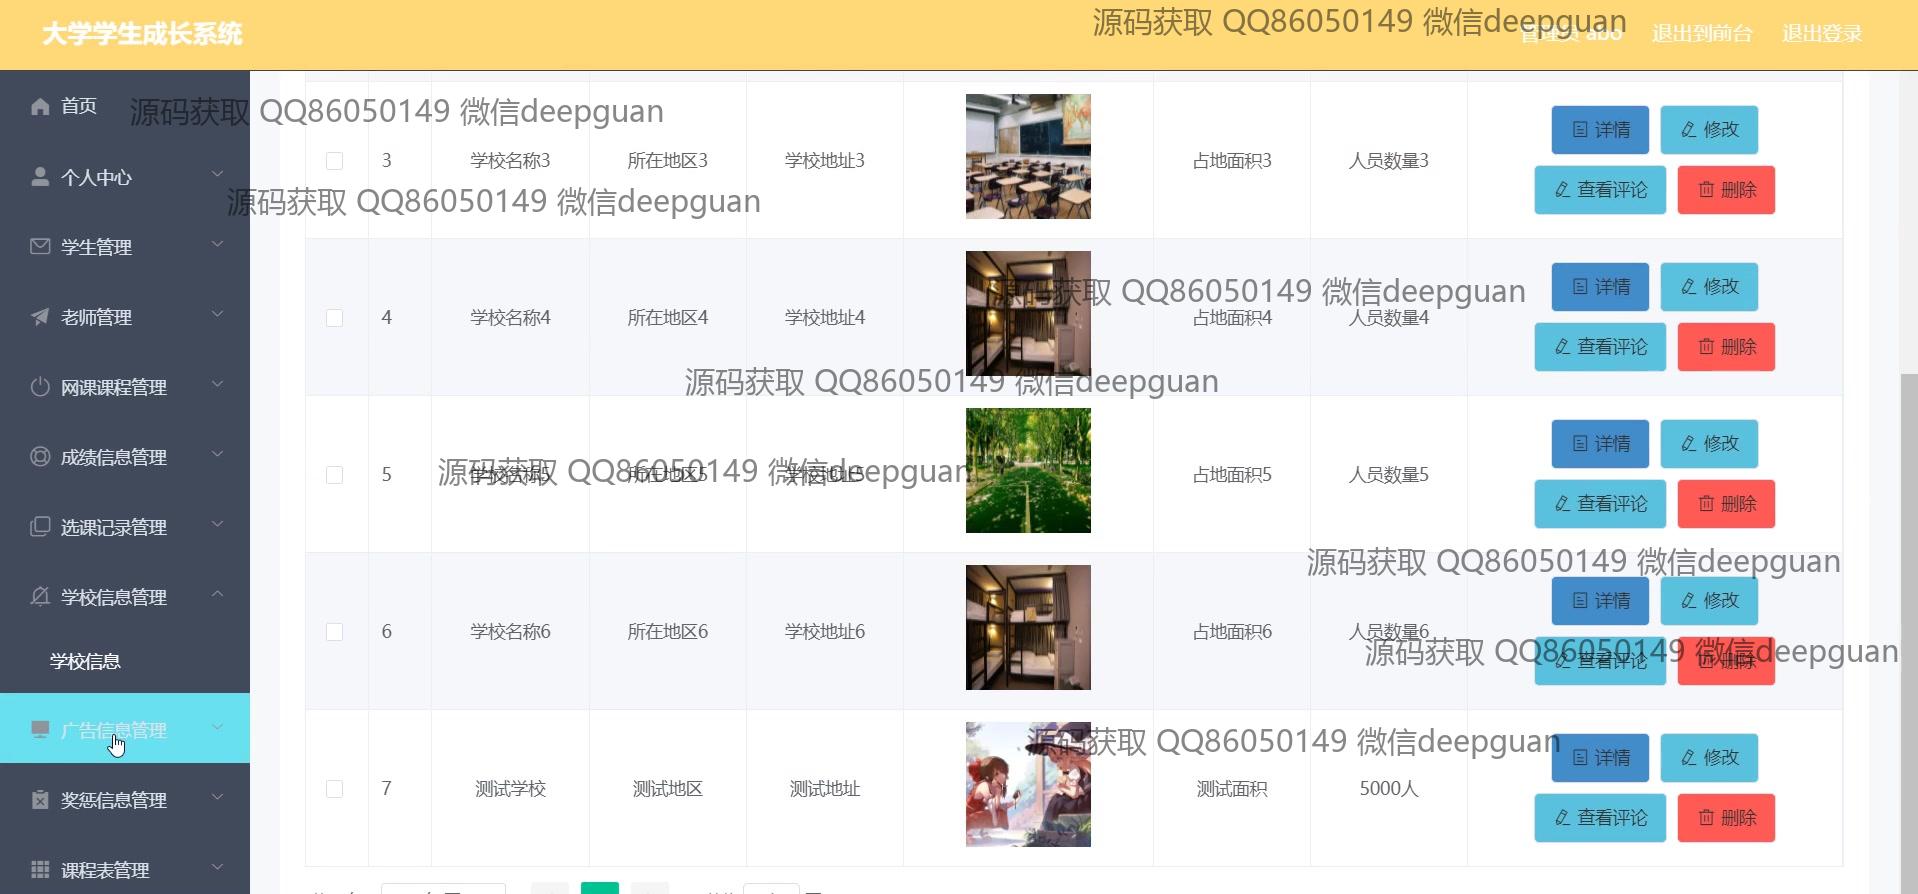 大学学生成长系统
源码获取 QQ86050149 微信deepguan
管理员 abo
退出到前台
退出登录
首页
源码获取 QQ86050149 微信deepguan
个人中心
源码获取 QQ86050149 微信deepguan
学生管理
老师管理
网课课程管理
成绩信息管理
选课记录管理
学校信息管理
学校信息
广告信息管理
奖惩信息管理
课程表管理
3 学校名称3 所在地区3 学校地址3 占地面积3 人员数量3 详情 修改
查看评论 删除
源码获取 QQ86050149 微信deepguan
4 学校名称4 所在地区4 学校地址4 占地面积4 人员数量4 详情 修改
查看评论 删除
源码获取 QQ86050149 微信deepguan
5 学校名称5 所在地区5 学校地址5 占地面积5 人员数量5 详情 修改
查看评论 删除
源码获取 QQ86050149 微信deepguan
源码获取 QQ86050149 微信deepguan
6 学校名称6 所在地区6 学校地址6 占地面积6 人员数量6 详情 修改
查看评论 删除
源码获取 QQ86050149 微信deepguan
源码获取 QQ86050149 微信deepguan
7 测试学校 测试地区 测试地址 测试面积 5000人 详情 修改
查看评论 删除